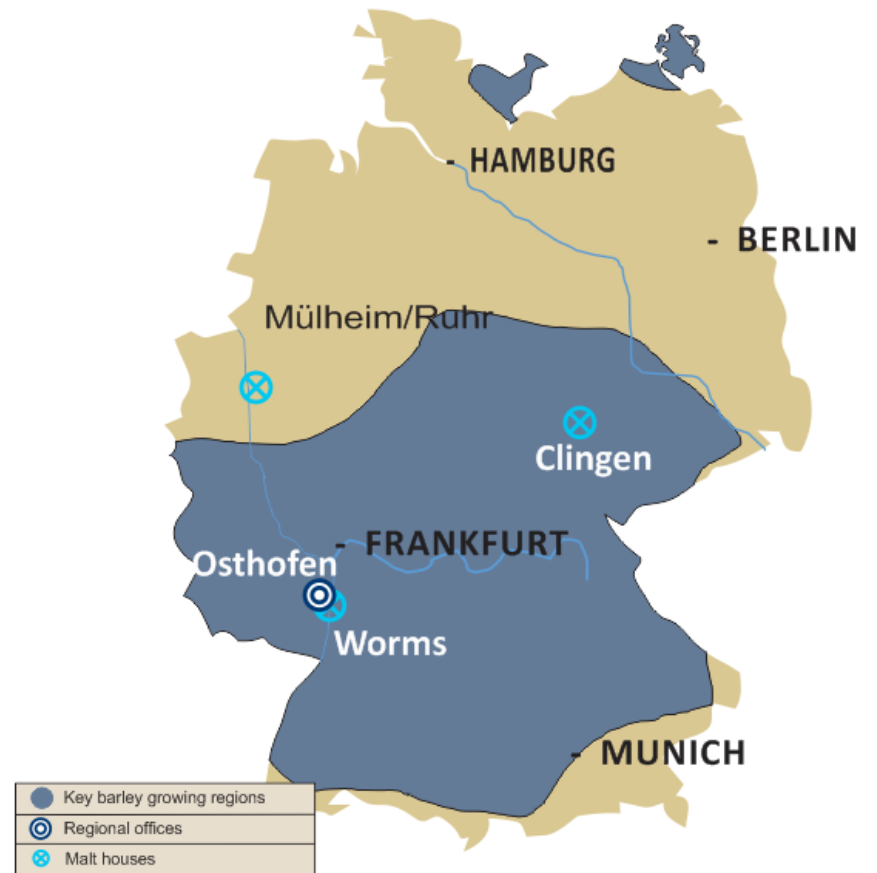 - HAMBURG
- BERLIN
Mülheim/Ruhr
Clingen
- FRANKFURT
Osthofen
Worms
- MUNICH
Key barley growing regions
Regional offices
Malt houses